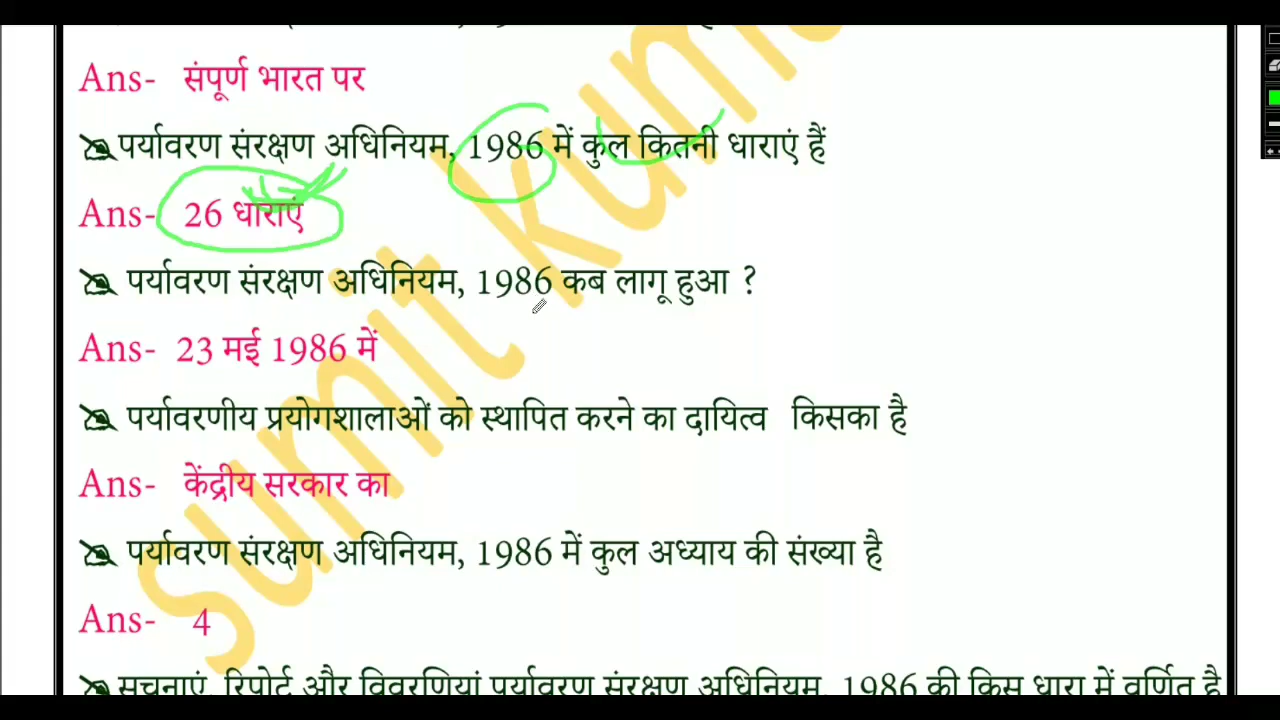 Ans- संपूर्ण भारत पर
पर्यावरण संरक्षण अधिनियम, 1986 में कुल कितनी धाराएं हैं
Ans- 26 धाराएं
पर्यावरण संरक्षण अधिनियम, 1986 कब लागू हुआ ?
Ans- 23 मई 1986 में
पर्यावरणीय प्रयोगशालाओं को स्थापित करने का दायित्व किसका है
Ans- केंद्रीय सरकार का
पर्यावरण संरक्षण अधिनियम, 1986 में कुल अध्याय की संख्या है
Ans- 4
सूचनाएं, रिपोर्ट और विवरणियां पर्यावरण संरक्षण अधिनियम, 1986 की किस धारा में वर्णित है
sumit kum